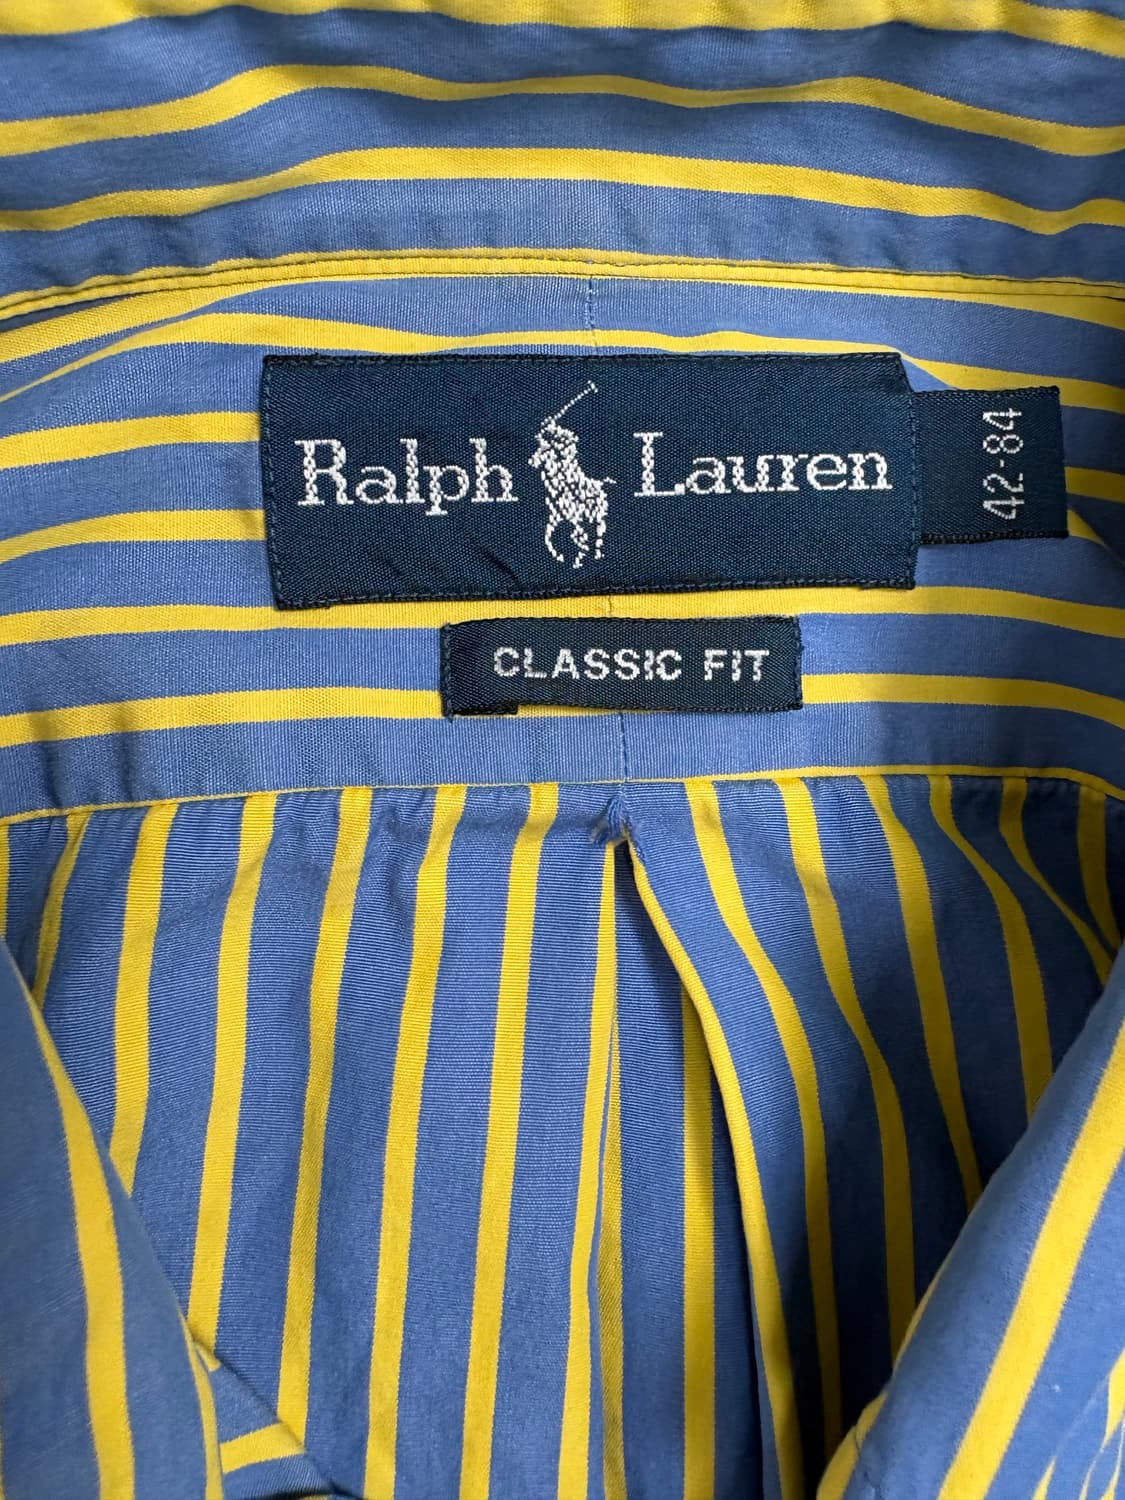 Ralph Lauren
42-84
CLASSIC FIT